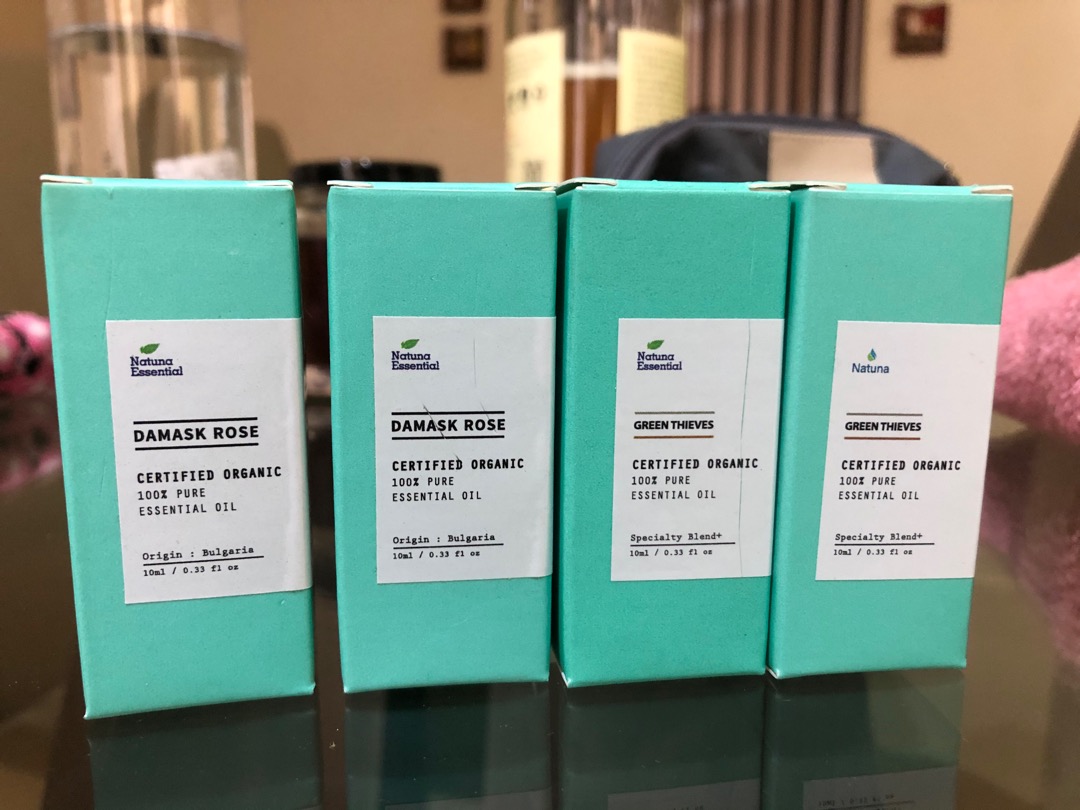 Natuna
Essential
DAMASK ROSE
CERTIFIED ORGANIC
100% PURE
ESSENTIAL OIL
Origin : Bulgaria
10ml / 0.33 fl oz
Natuna
Essential
DAMASK ROSE
CERTIFIED ORGANIC
100% PURE
ESSENTIAL OIL
Origin : Bulgaria
10ml / 0.33 fl oz
Natuna
Essential
GREEN THIEVES
CERTIFIED ORGANIC
100% PURE
ESSENTIAL OIL
Specialty Blend+
10ml / 0.33 fl oz
Natuna
GREEN THIEVES
CERTIFIED ORGANIC
100% PURE
ESSENTIAL OIL
Specialty Blend+
10ml / 0.33 fl oz